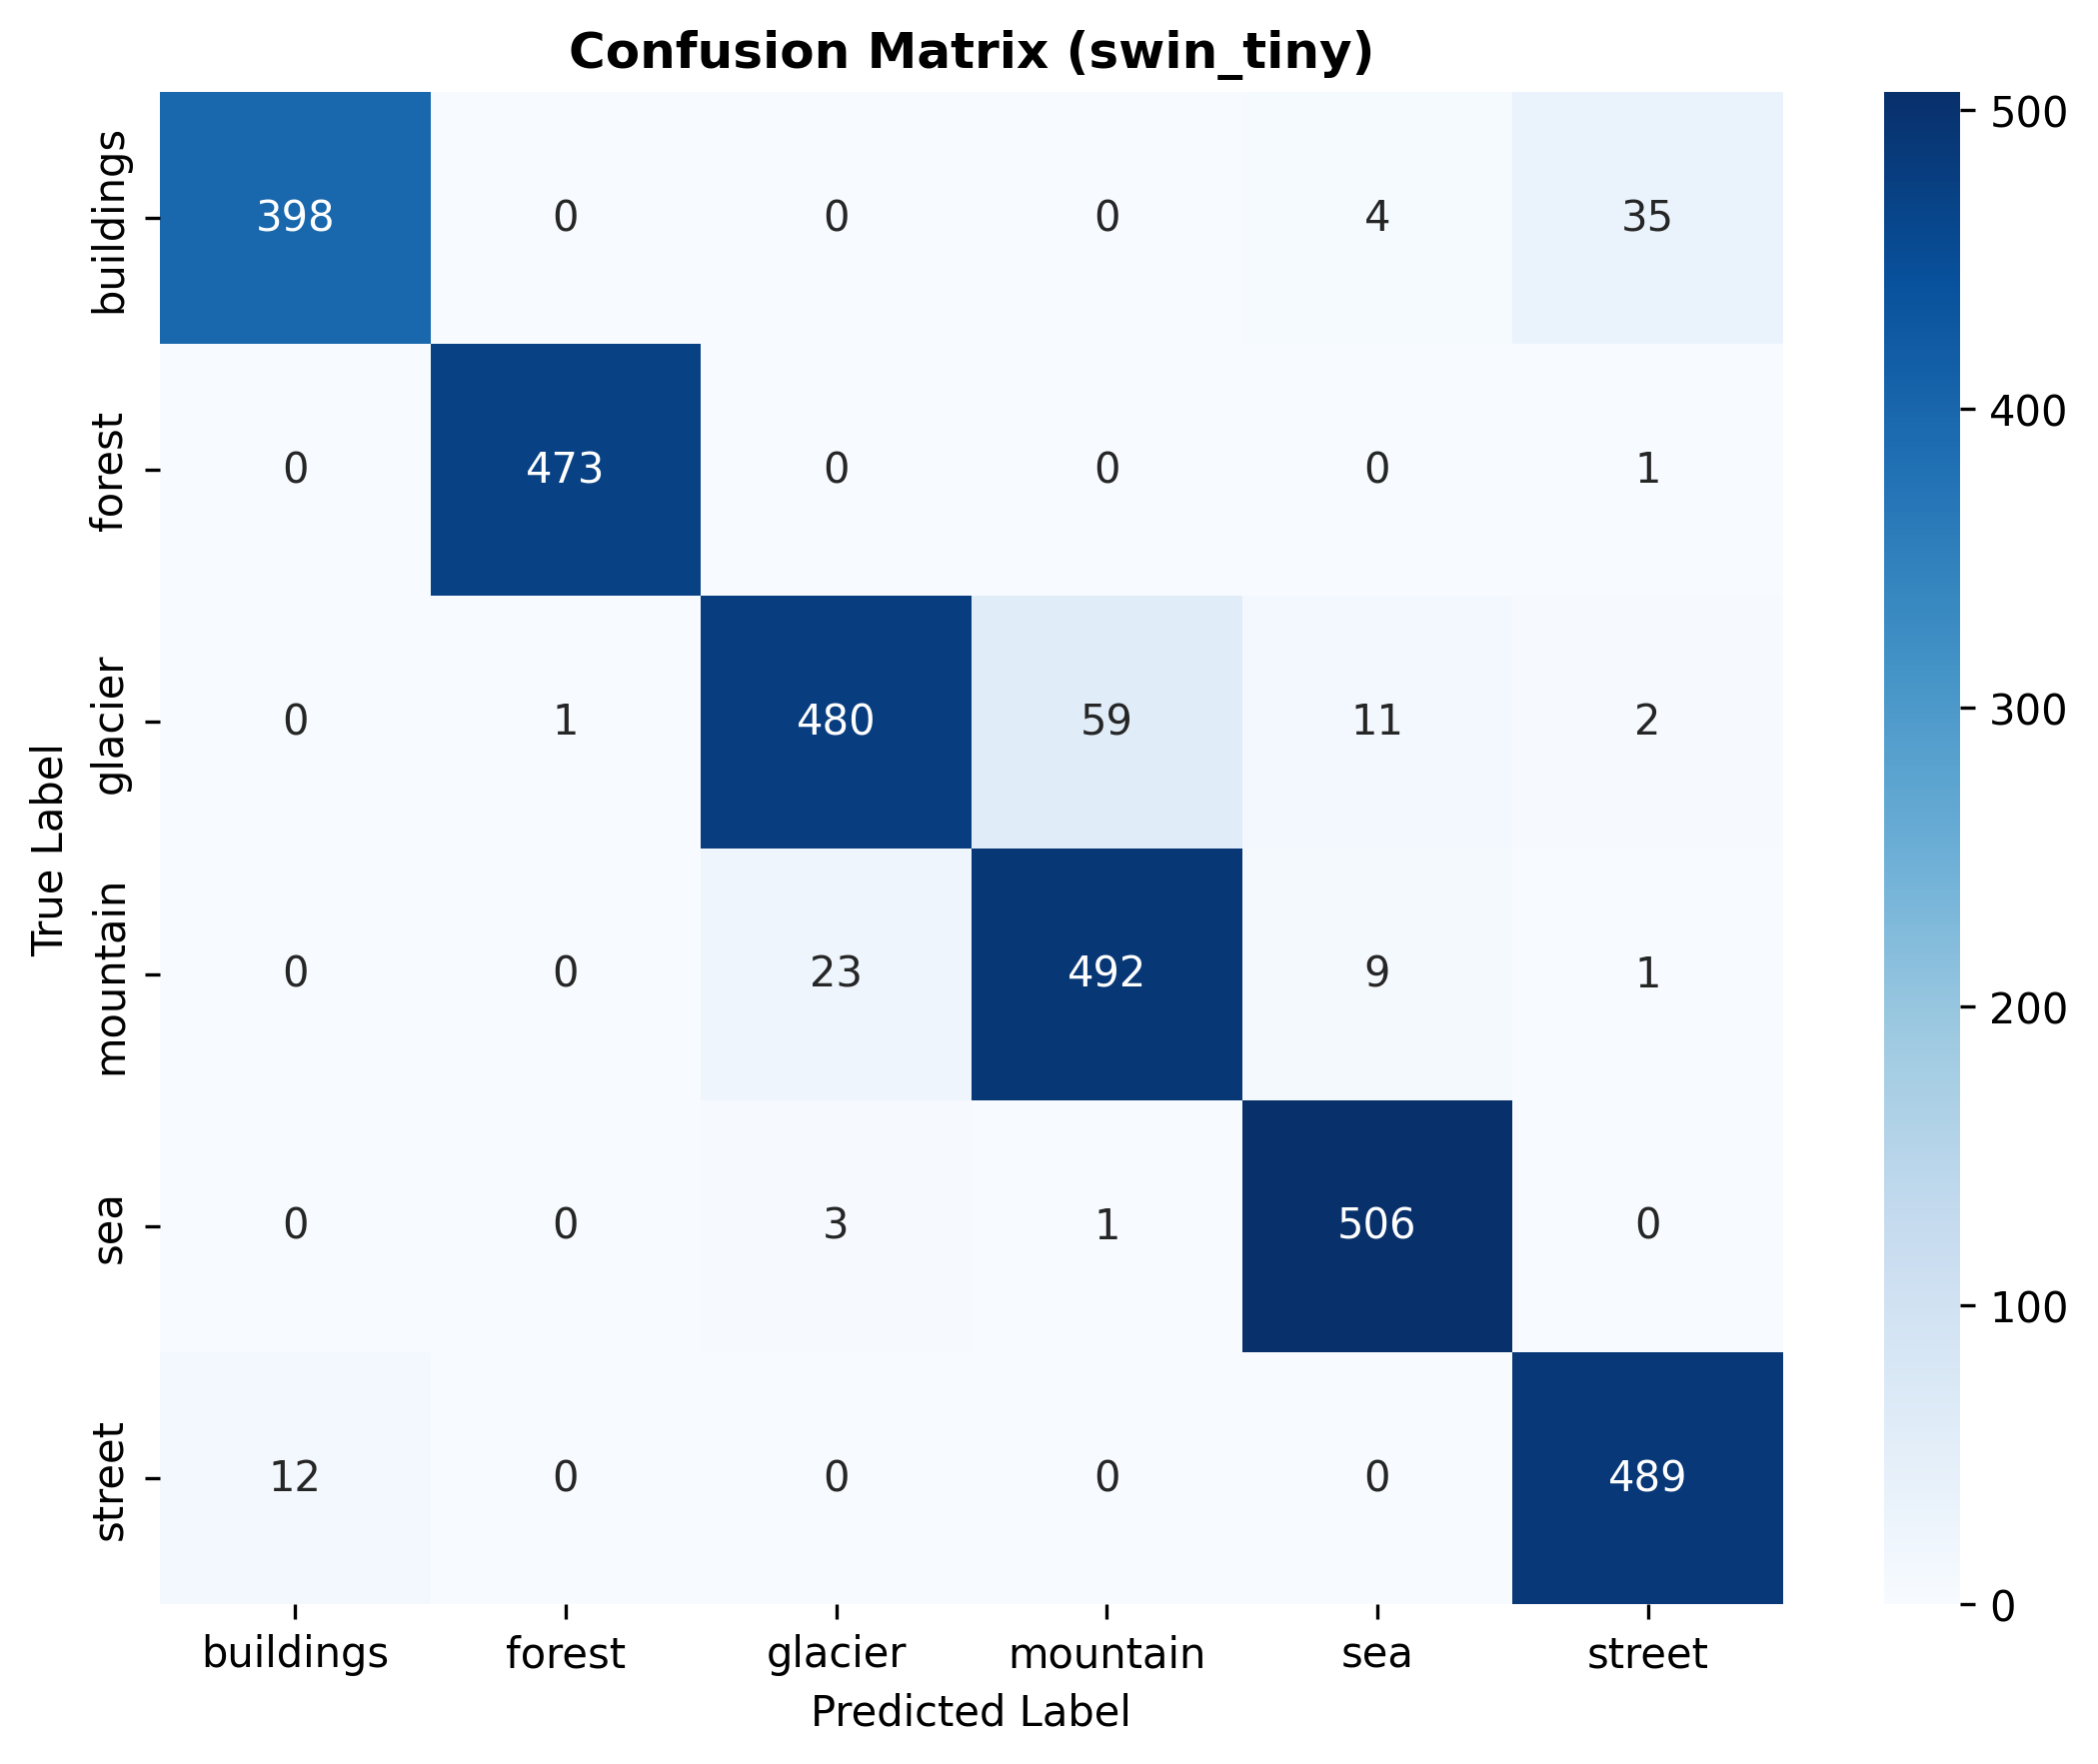 Confusion Matrix (swin_tiny)
True Label
buildings 398 0 0 0 4 35
forest 0 473 0 0 0 1
glacier 0 1 480 59 11 2
mountain 0 0 23 492 9 1
sea 0 0 3 1 506 0
street 12 0 0 0 0 489
buildings forest glacier mountain sea street
Predicted Label
500
400
300
200
100
0